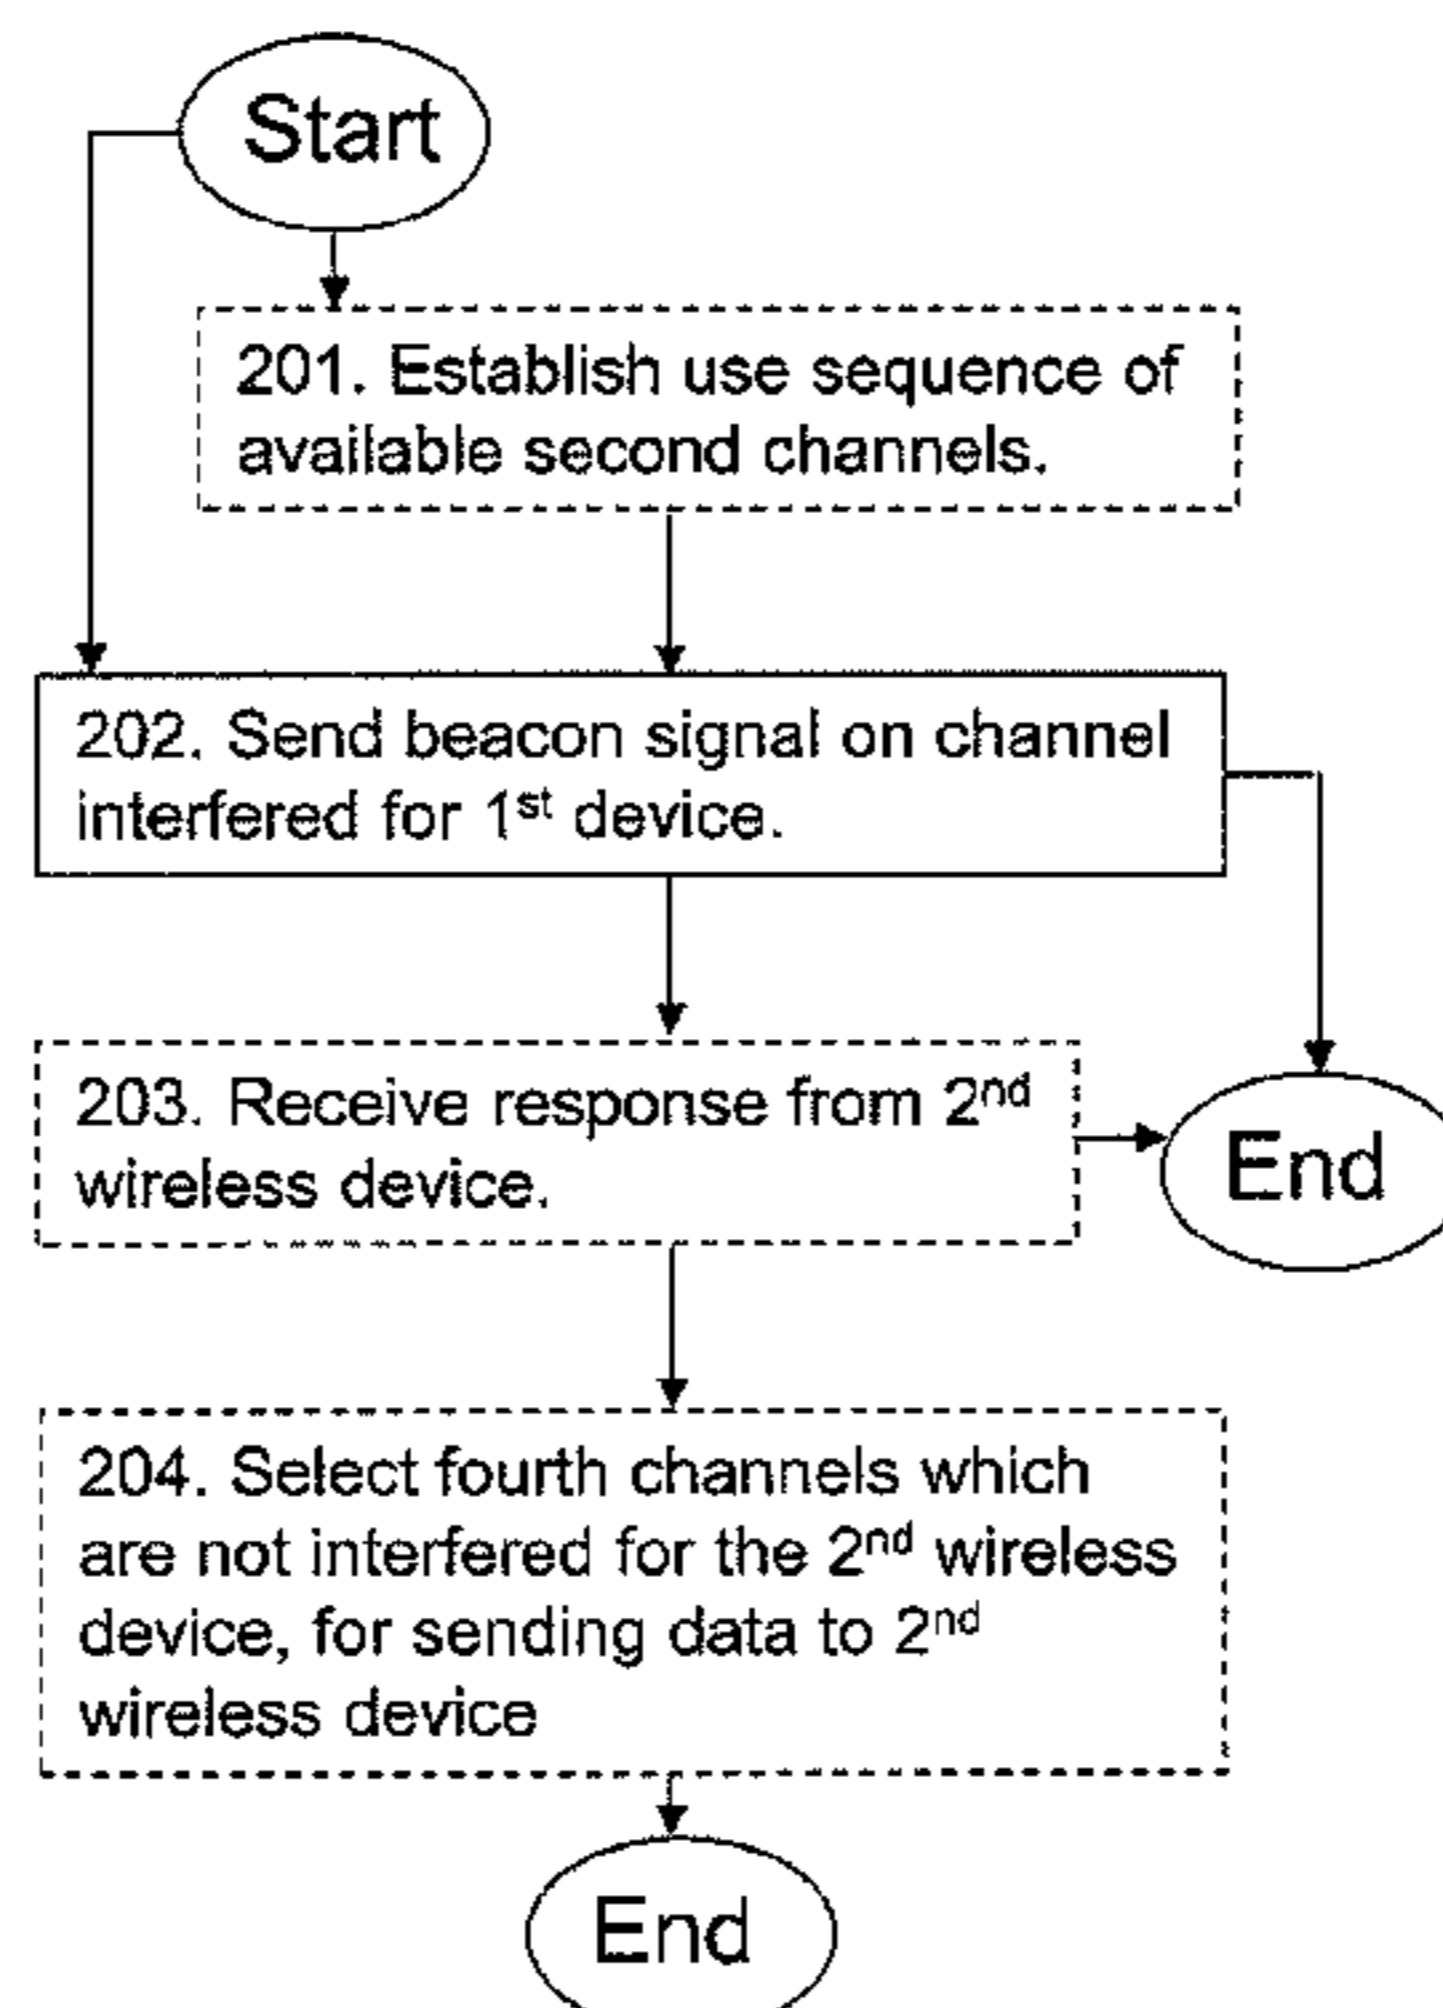 Start
201. Establish use sequence of
available second channels.
202. Send beacon signal on channel
interfered for 1st device.
203. Receive response from 2nd
wireless device.
End
204. Select fourth channels which
are not interfered for the 2nd wireless
device, for sending data to 2nd
wireless device
End